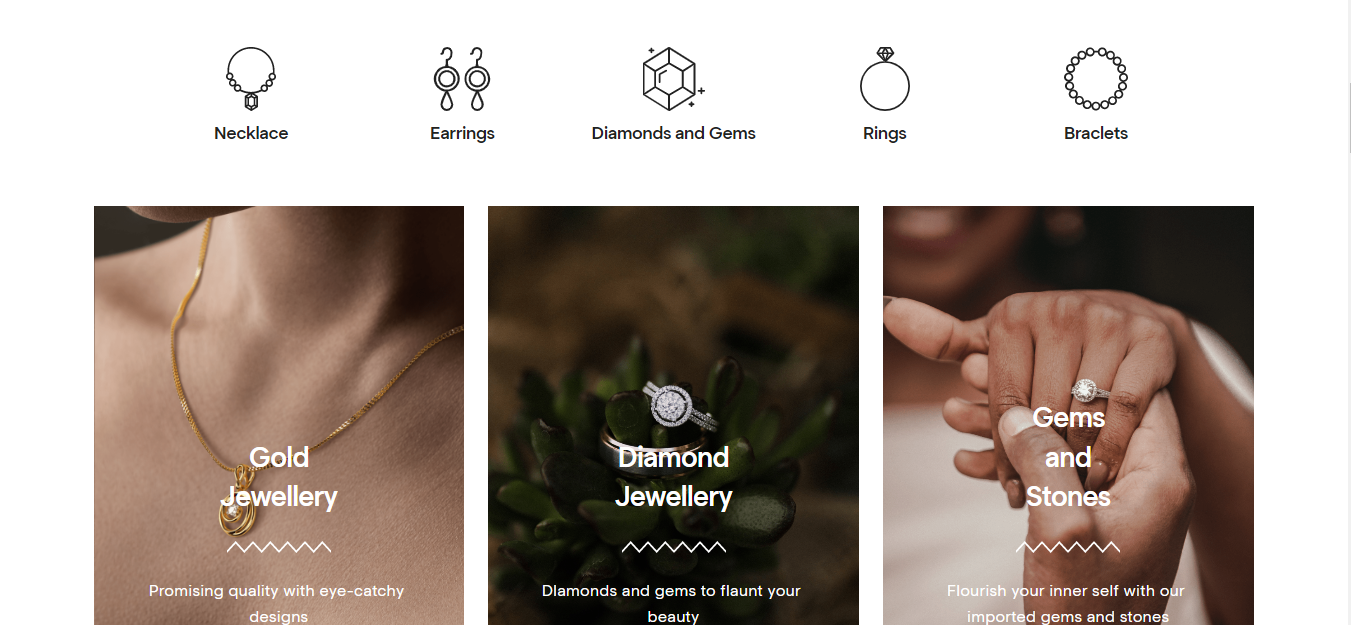 Necklace
Earrings
Diamonds and Gems
Rings
Braclets
Gold
Jewellery
Promising quality with eye-catchy
designs
Diamond
Jewellery
DIamonds and gems to flaunt your
beauty
Gems
and
Stones
Flourish your inner self with our
imported gems and stones